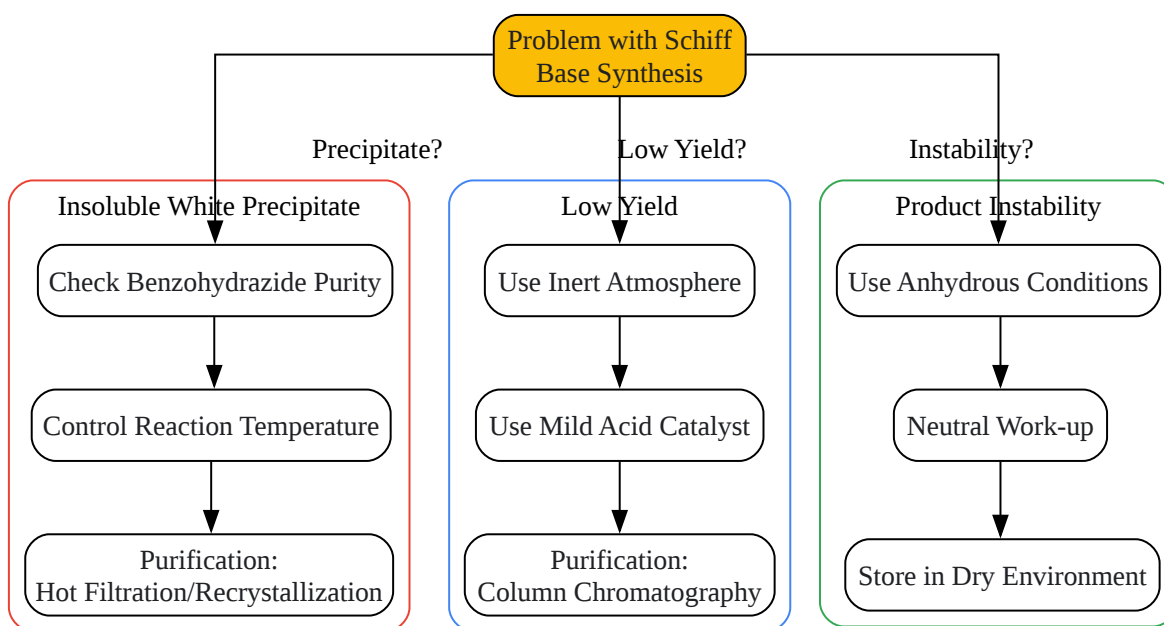 Problem with Schiff
Base Synthesis
Precipitate?
Low Yield?
Instability?
Insoluble White Precipitate
Check Benzohydrazide Purity
Control Reaction Temperature
Purification:
Hot Filtration/Recrystallization
Low Yield
Use Inert Atmosphere
Use Mild Acid Catalyst
Purification:
Column Chromatography
Product Instability
Use Anhydrous Conditions
Neutral Work-up
Store in Dry Environment